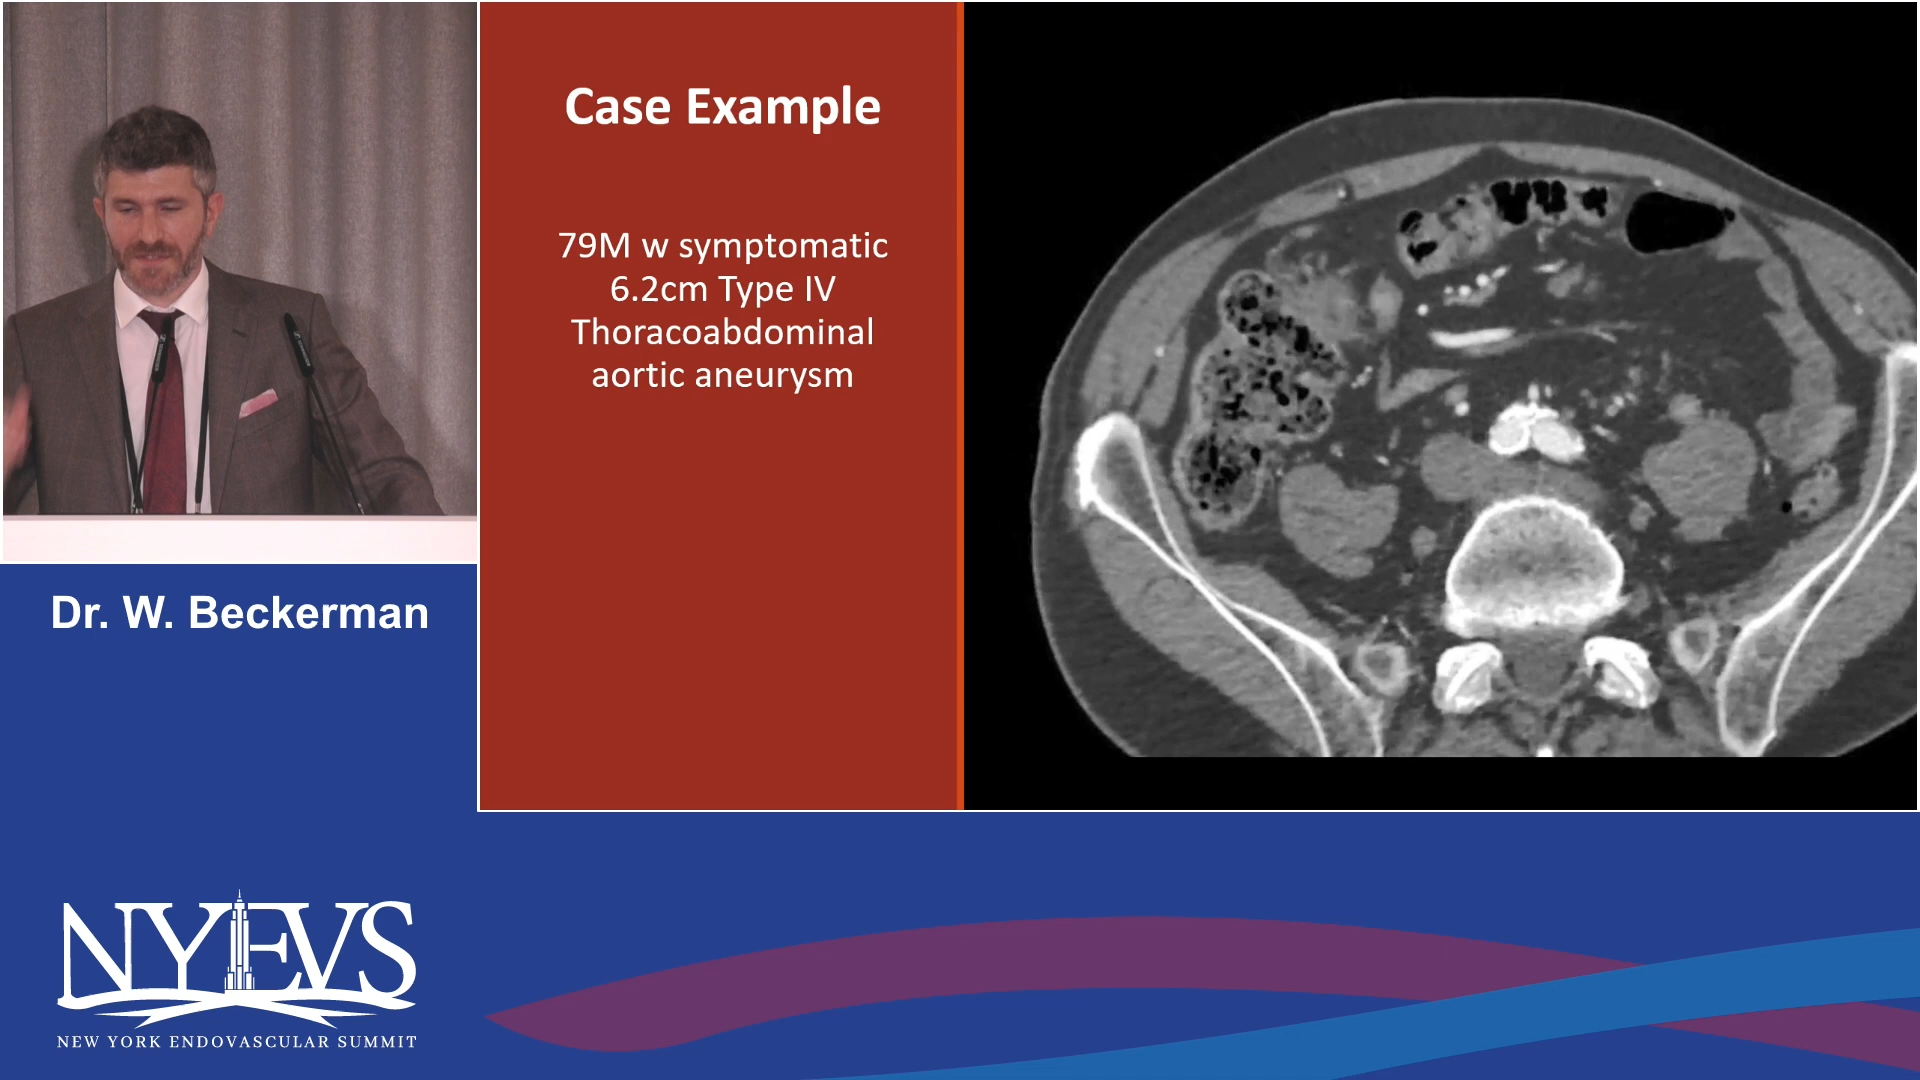 Case Example
79M w symptomatic
6.2cm Type IV
Thoracoabdominal
aortic aneurysm
Dr. W. Beckerman
NYEVS
NEW YORK ENDOVASCULAR SUMMIT